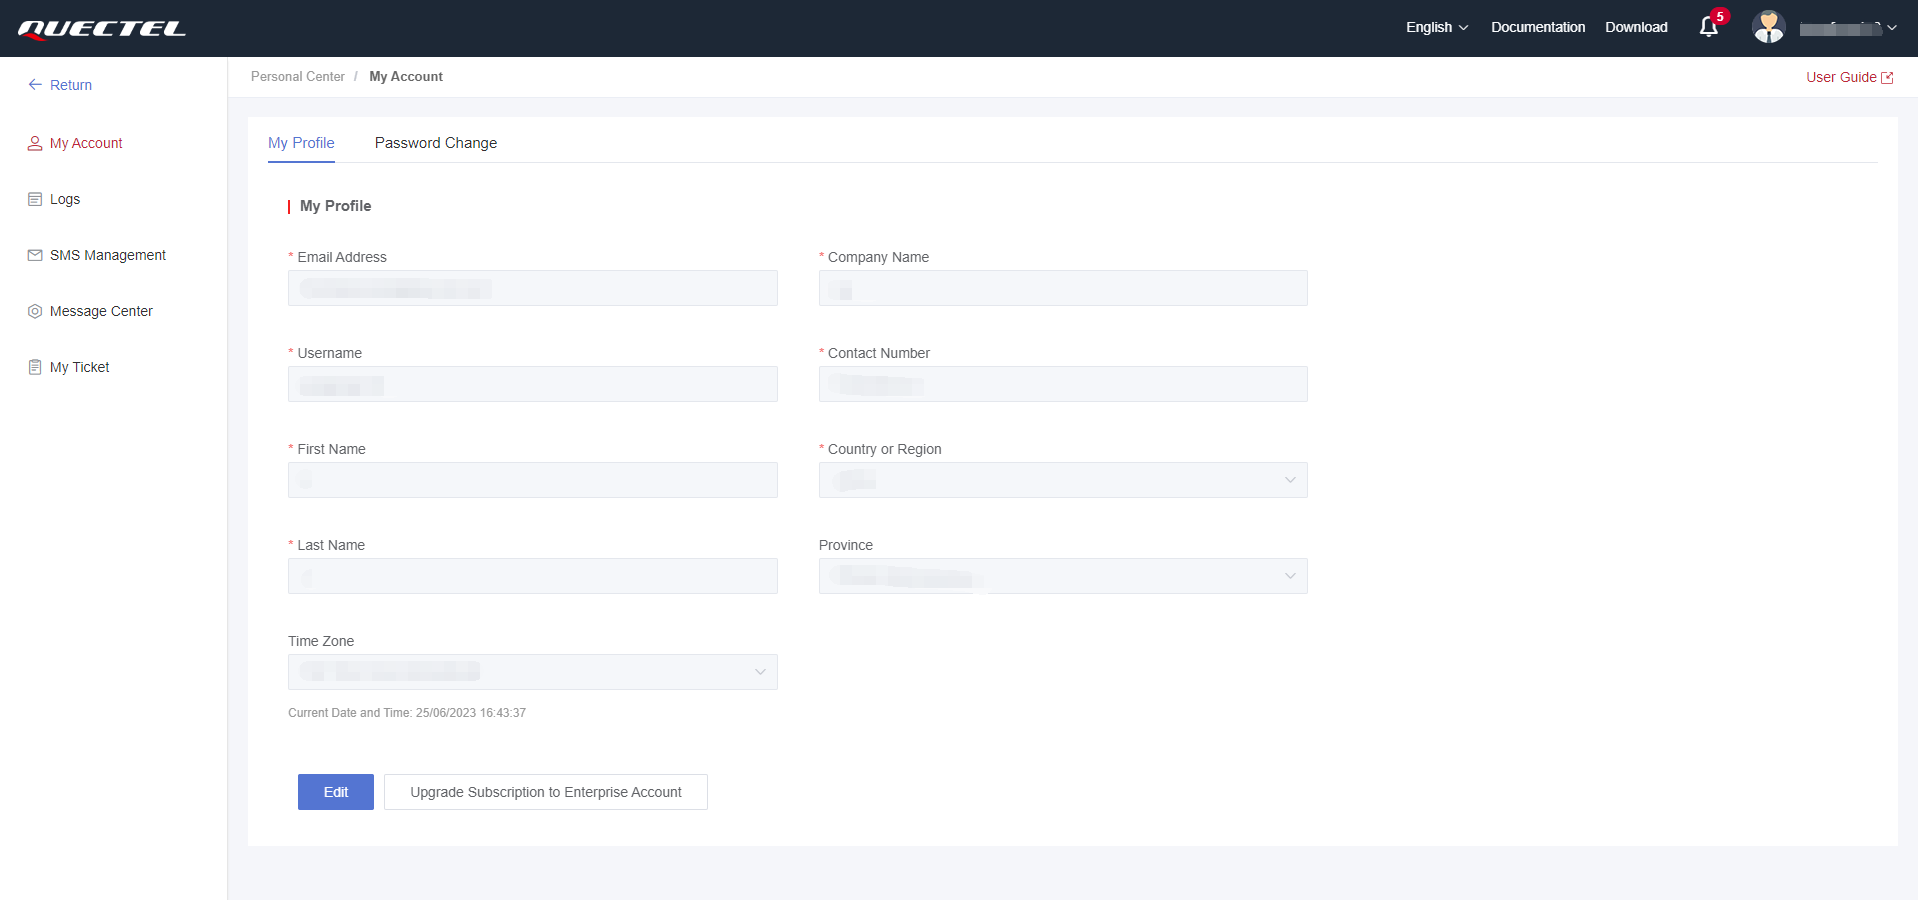 QUECTEL
English
Documentation
Download
5
Return
Personal Center / My Account
User Guide
My Account
Logs
SMS Management
Message Center
My Ticket
My Profile
Password Change
My Profile
* Email Address
* Company Name
* Username
* Contact Number
* First Name
* Country or Region
* Last Name
Province
Time Zone
Current Date and Time: 25/06/2023 16:43:37
Edit
Upgrade Subscription to Enterprise Account